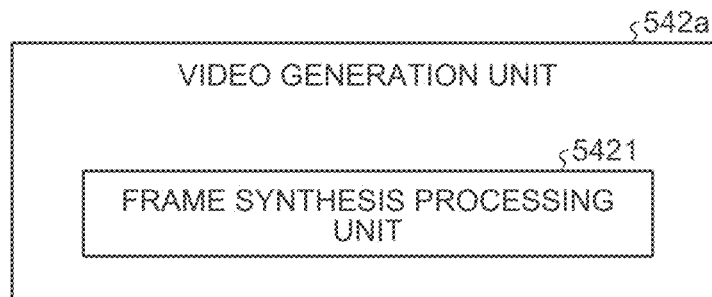 542a
VIDEO GENERATION UNIT
5421
FRAME SYNTHESIS PROCESSING
UNIT